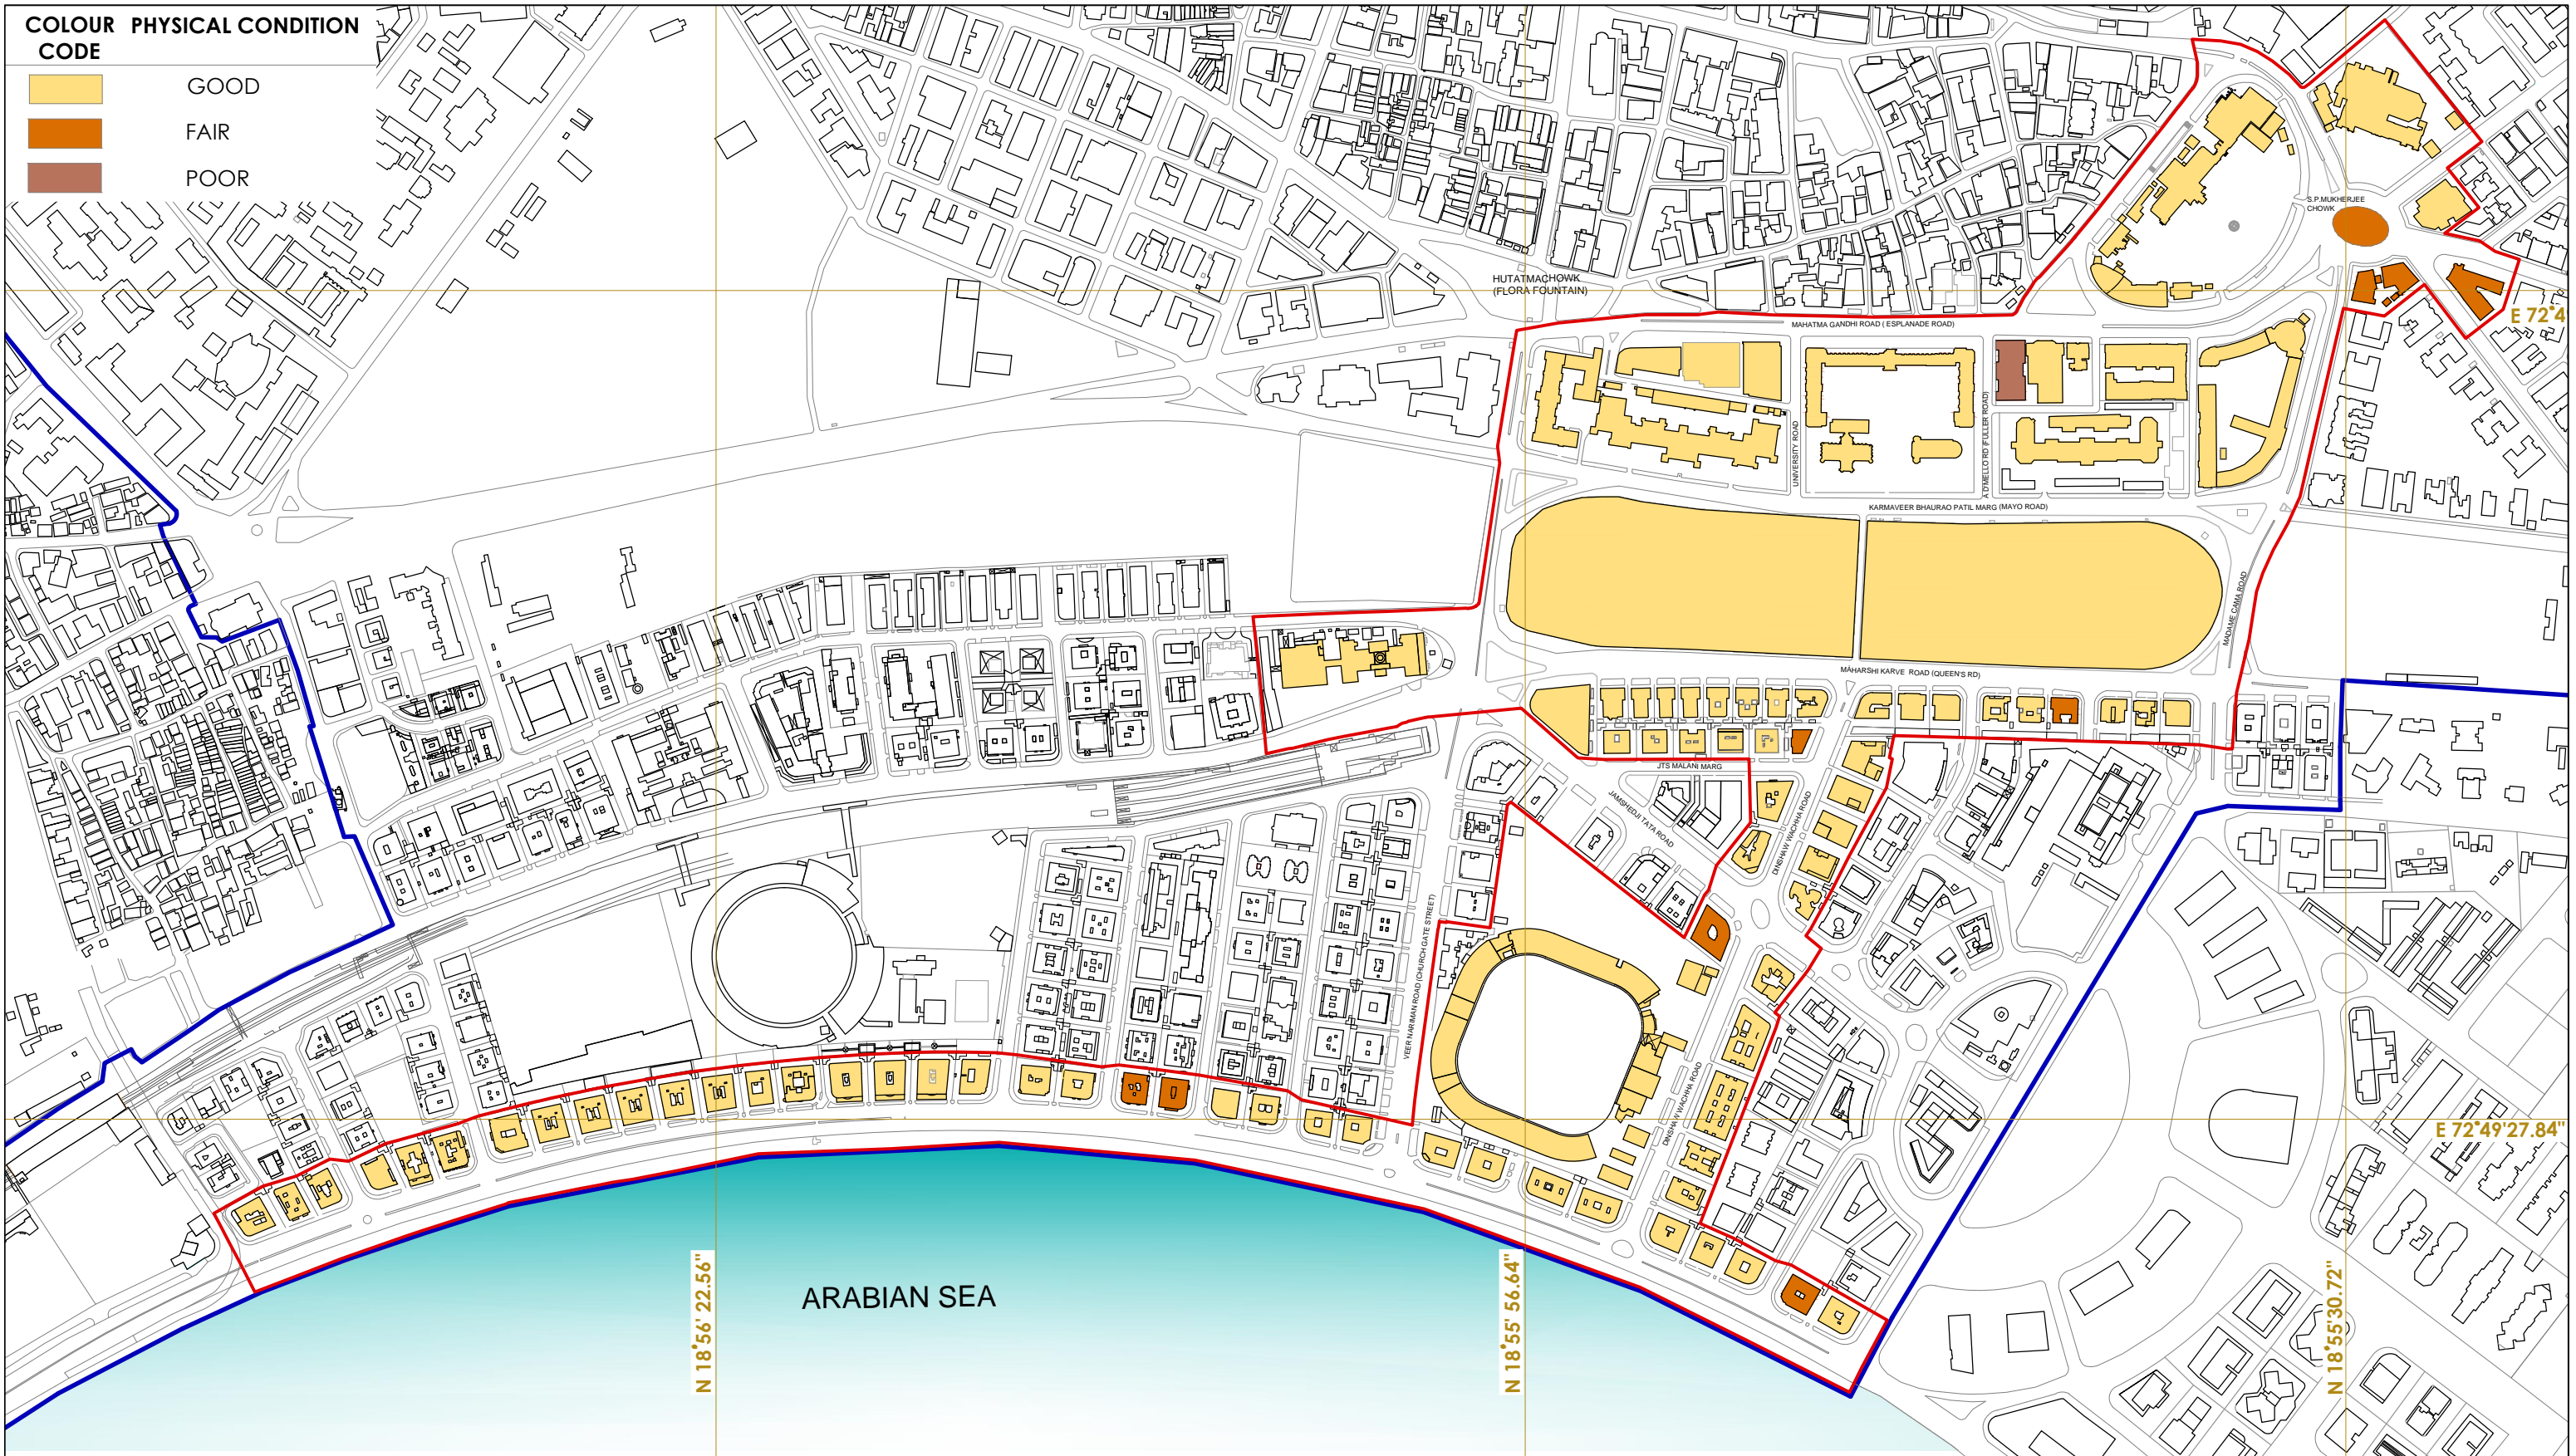 COLOUR PHYSICAL CONDITION
CODE
GOOD
FAIR
POOR
S.P.MUKHERJEE
CHOWK
HUTATMACHOWK
(FLORA FOUNTAIN)
E 72°4
MAHATMA GANDHI ROAD ( ESPLANADE ROAD)
UNIVERSITY ROAD
A D'MELLO RD (FULLER ROAD)
KARMAVEER BHAURAO PATIL MARG (MAYO ROAD)
MADAME CAMA ROAD
MAHARSHI KARVE ROAD (QUEEN'S RD)
JTS MALANI MARG
JAMSHEDJI TATA ROAD
DINSHAW WACHHA ROAD
VEER NARIMAN ROAD (CHURCH GATE STREET)
DINSHAW WACHHA ROAD
E 72°49'27.84"
N 18°56' 22.56"
N 18°55' 56.64"
N 18°55'30.72"
ARABIAN SEA